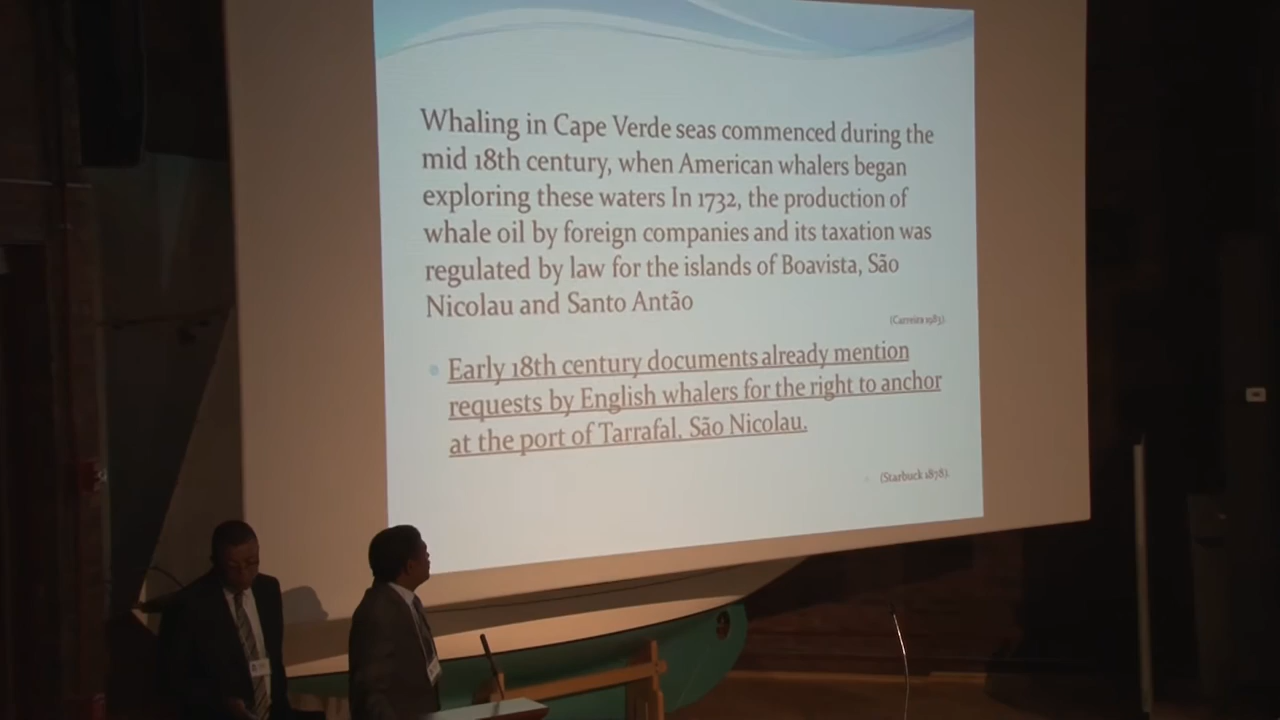 Whaling in Cape Verde seas commenced during the
mid 18th century, when American whalers began
exploring these waters In 1732, the production of
whale oil by foreign companies and its taxation was
regulated by law for the islands of Boavista, São
Nicolau and Santo Antão
(Carreira 1983).
Early 18th century documents already mention
requests by English whalers for the right to anchor
at the port of Tarrafal, São Nicolau.
(Starbuck 1878).